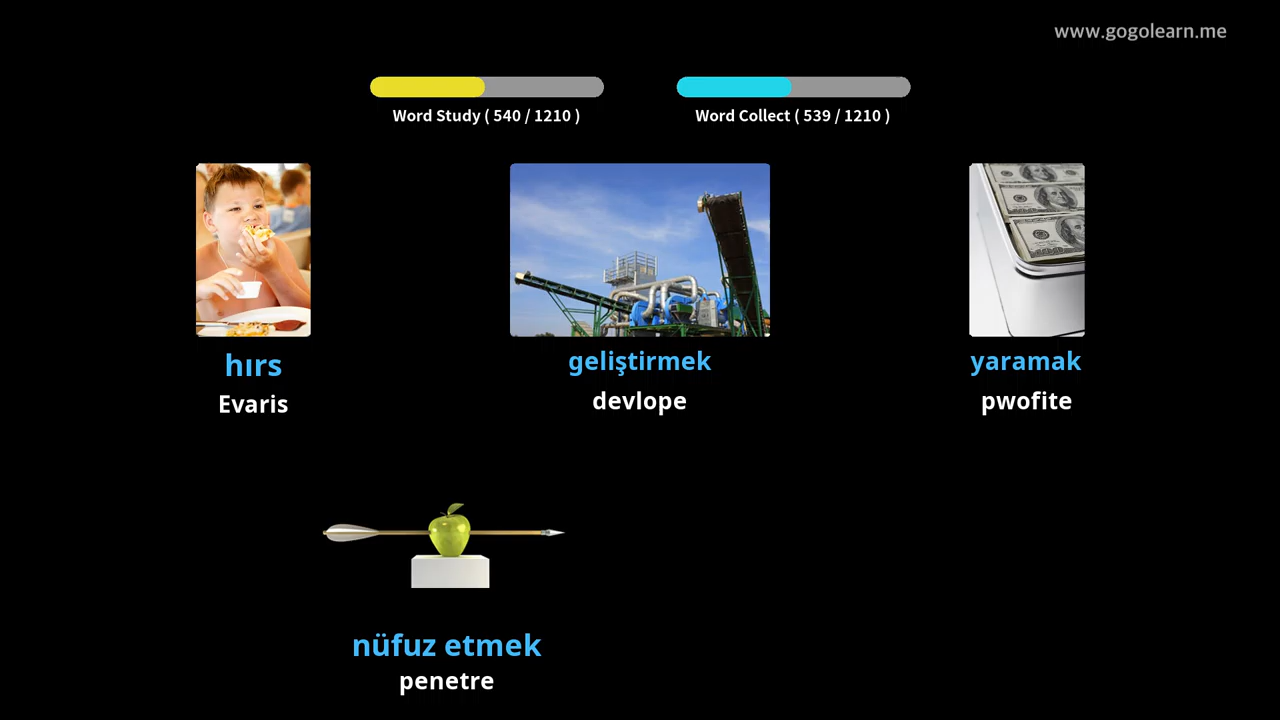 www.gogolearn.me
Word Study ( 540 / 1210 )
Word Collect ( 539 / 1210 )
hırs
Evaris
geliştirmek
devlope
yaramak
pwofite
nüfuz etmek
penetre